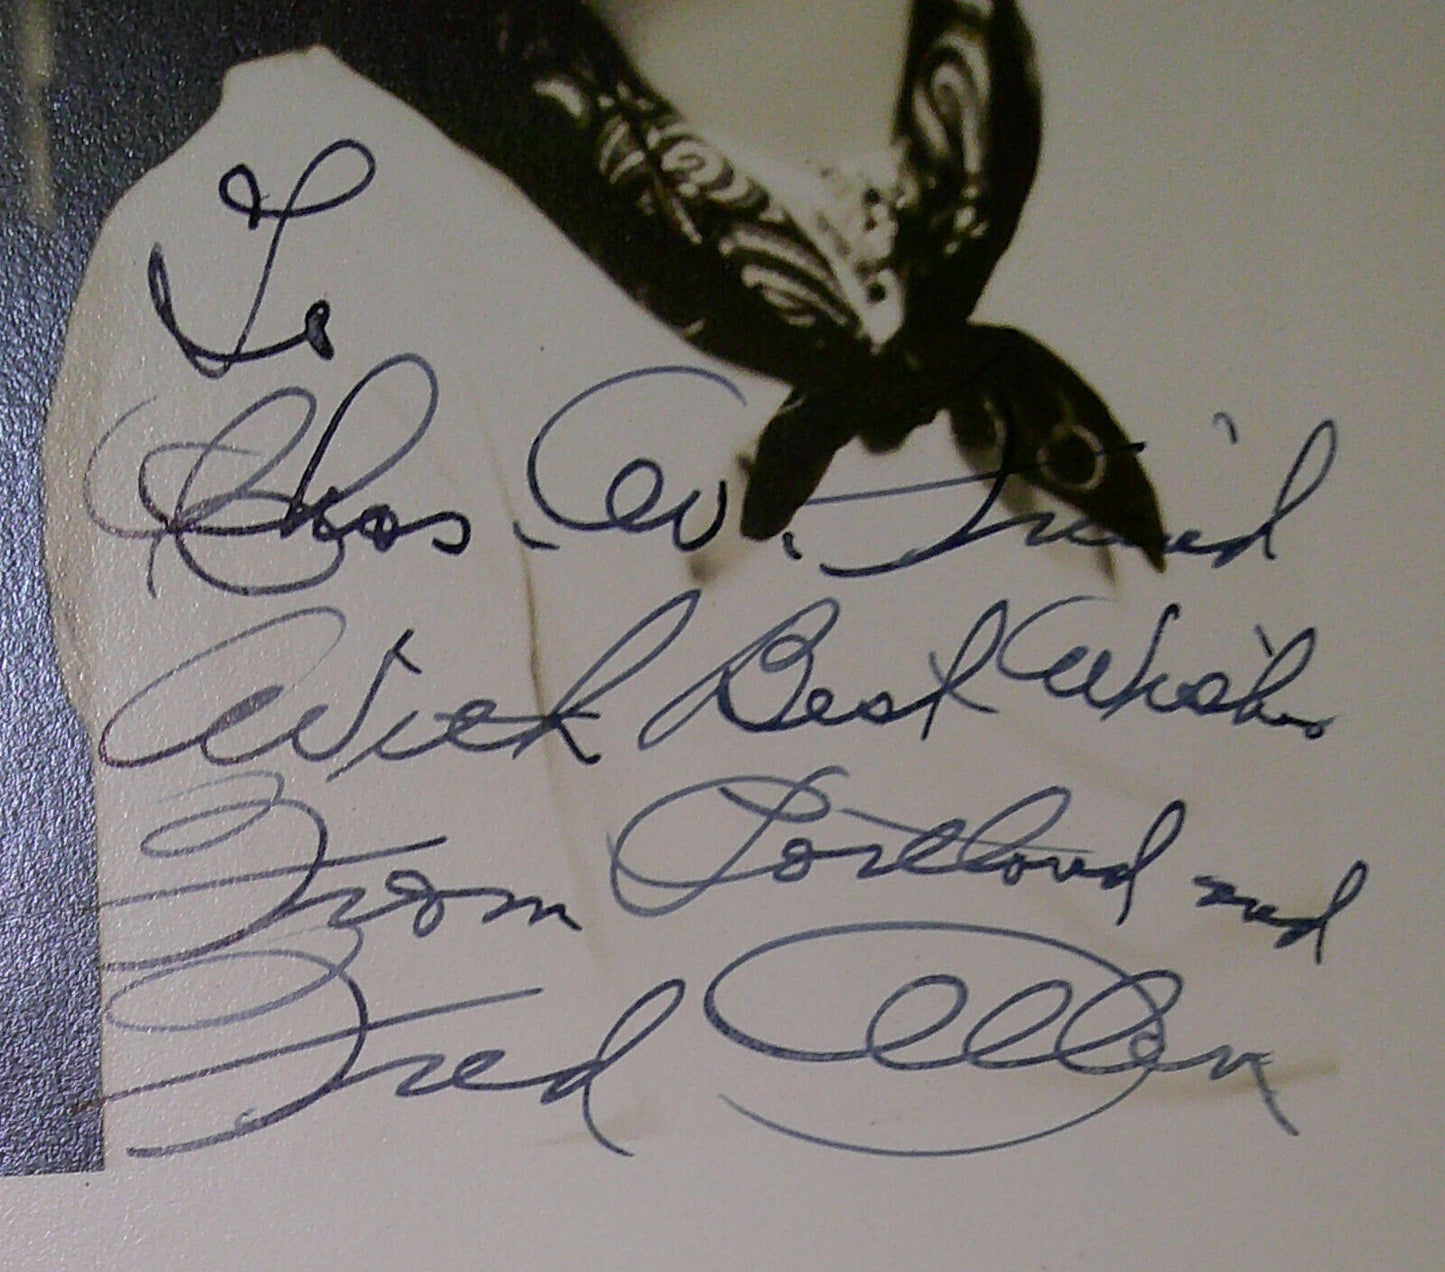 To
Chas. W. Friend
With Best Wishes
From Portland and
Fred Allen